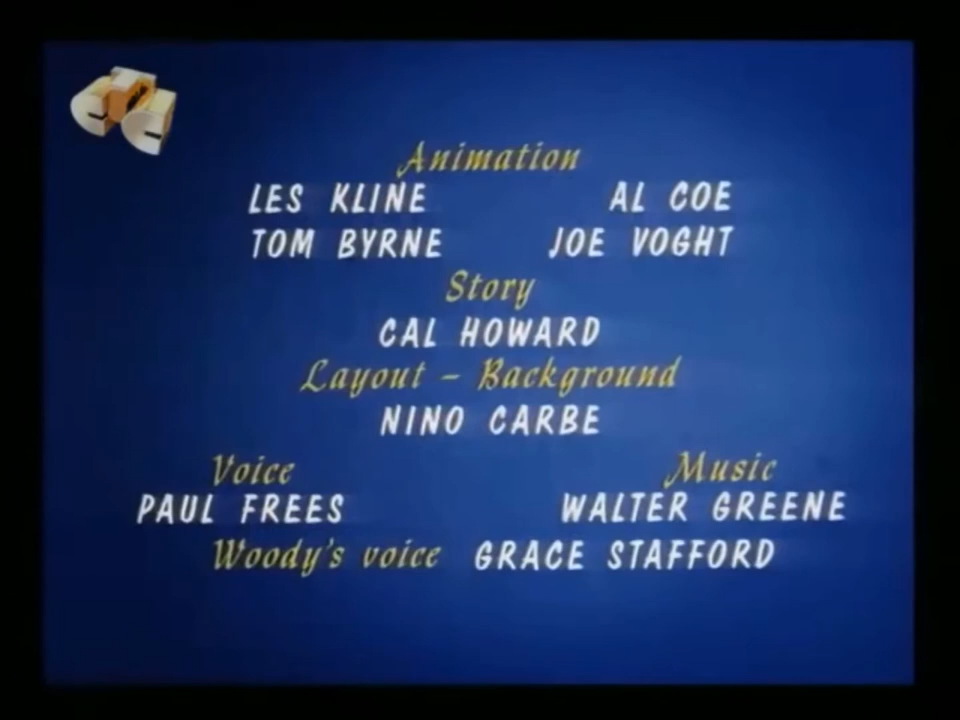 Animation
LES KLINE AL COE
TOM BYRNE JOE VOGHT
Story
CAL HOWARD
Layout – Background
NINO CARBE
Voice Music
PAUL FREES WALTER GREENE
Woody's voice GRACE STAFFORD